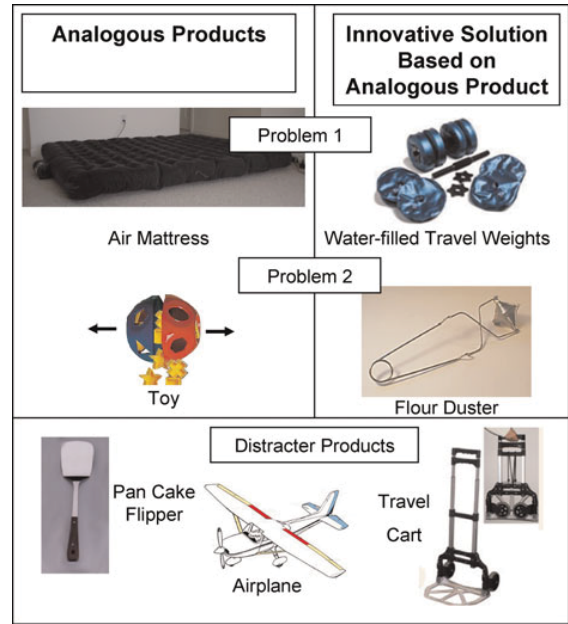 Analogous Products
Innovative Solution
Based on
Analogous Product
Problem 1
Air Mattress
Water-filled Travel Weights
Problem 2
Toy
Flour Duster
Distracter Products
Pan Cake
Flipper
Airplane
Travel
Cart